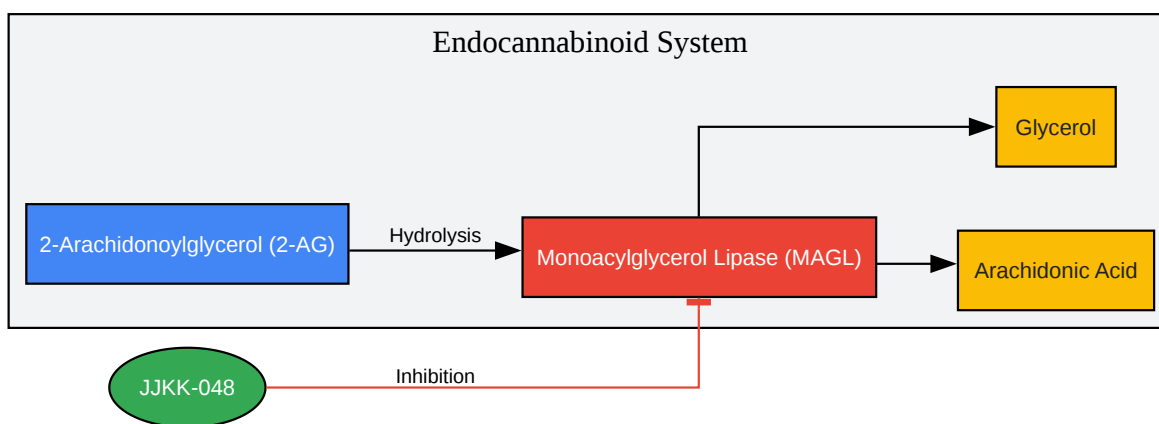 Endocannabinoid System
Glycerol
2-Arachidonoylglycerol (2-AG)
Hydrolysis
Monoacylglycerol Lipase (MAGL)
Arachidonic Acid
JJKK-048
Inhibition